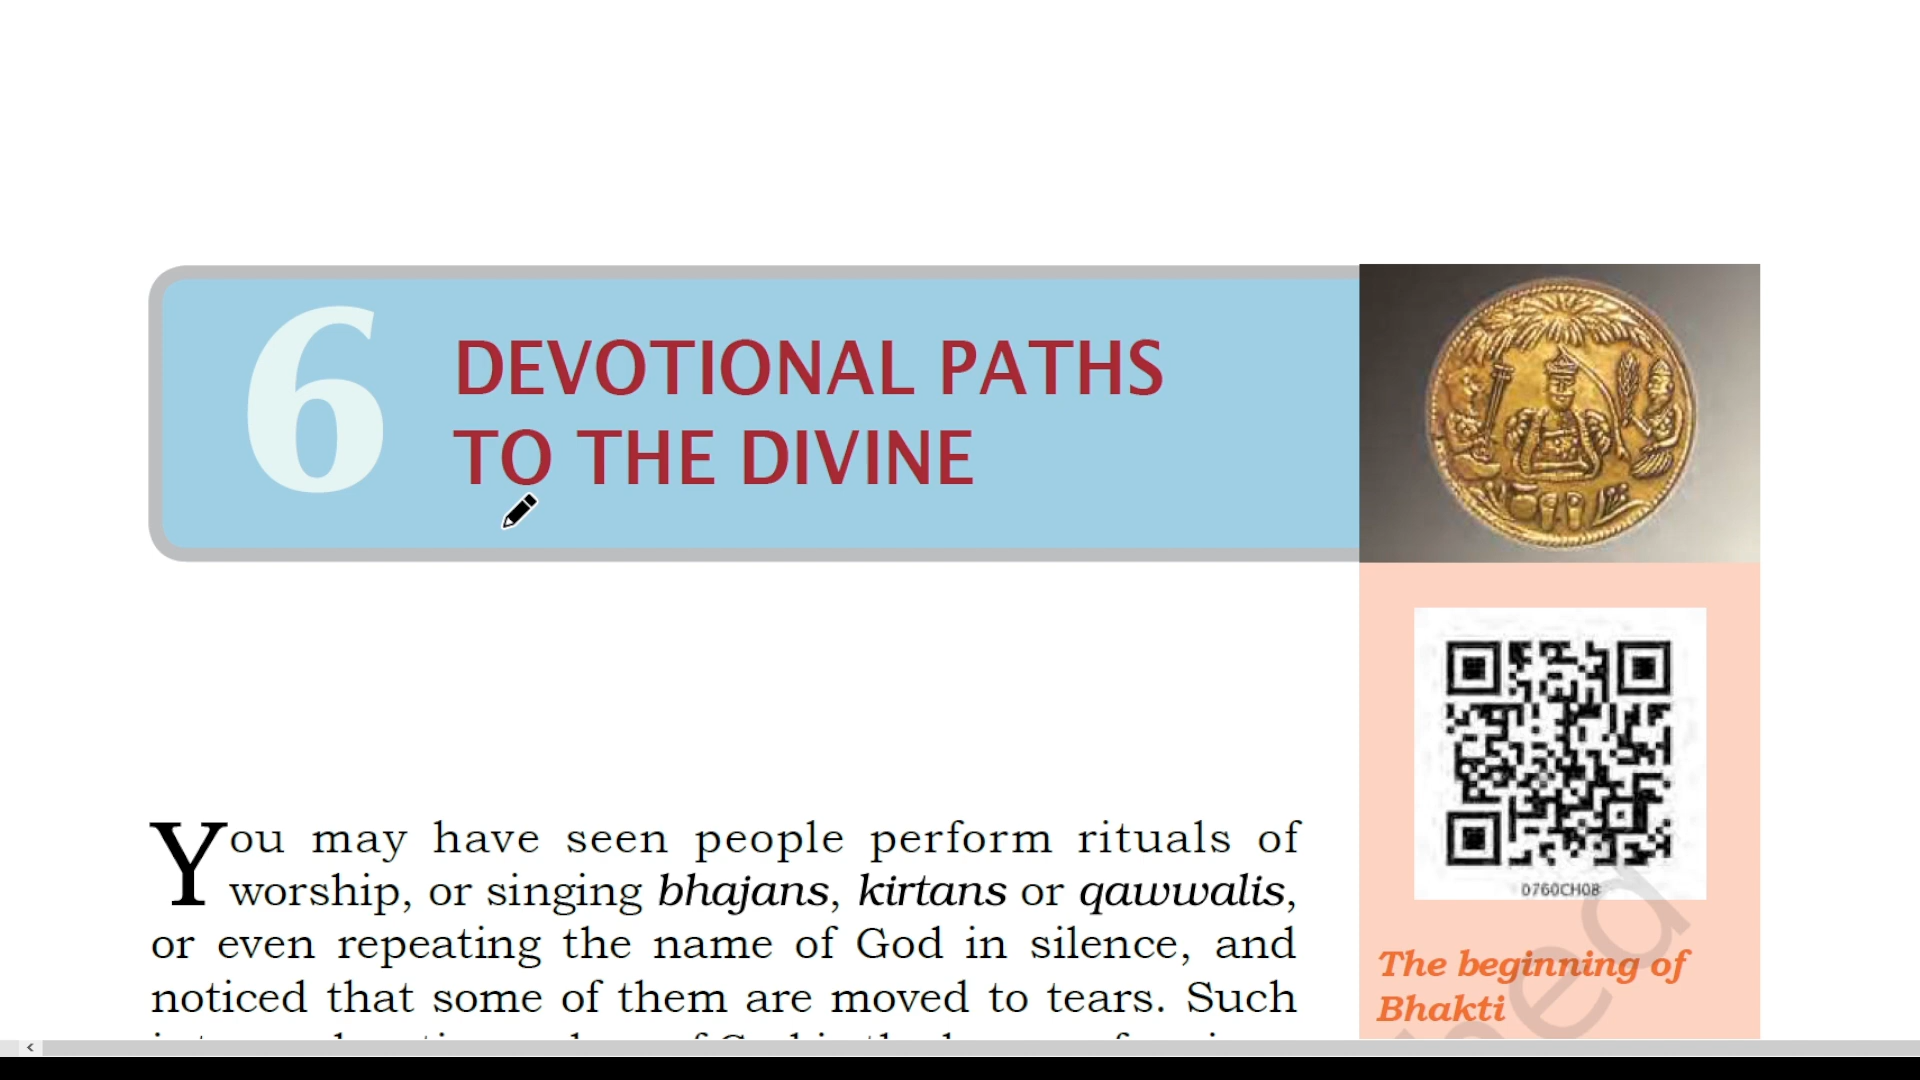 6
DEVOTIONAL PATHS
TO THE DIVINE
You may have seen people perform rituals of
worship, or singing bhajans, kirtans or qawwalis,
or even repeating the name of God in silence, and
noticed that some of them are moved to tears. Such
0760CH08
The beginning of
Bhakti